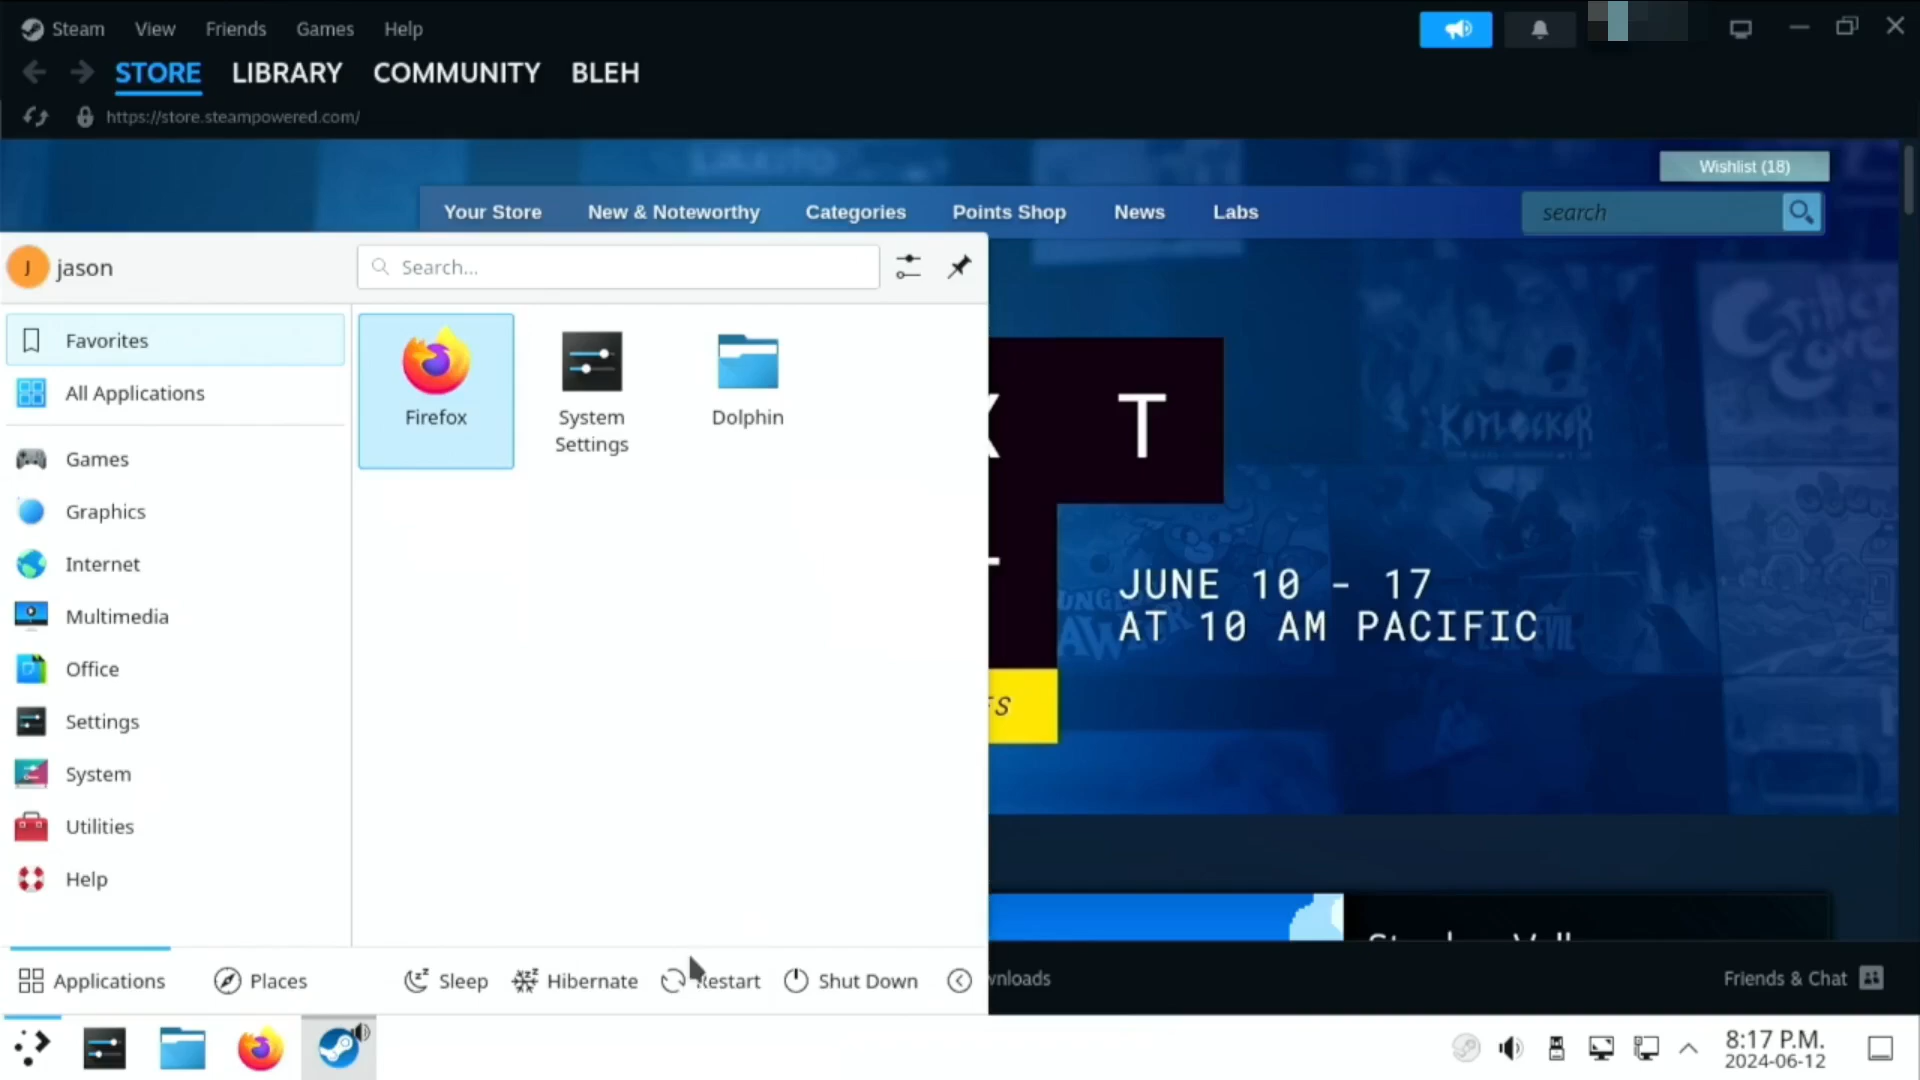 Steam View Friends Games Help
STORE LIBRARY COMMUNITY BLEH
https://store.steampowered.com/
Wishlist (18)
Your Store New & Noteworthy Categories Points Shop News Labs search
J jason Search...
Favorites
All Applications
Games
Graphics
Internet
Multimedia
Office
Settings
System
Utilities
Help
Firefox
System
Settings
Dolphin
T
JUNE 10 - 17
AT 10 AM PACIFIC
KEYLOCKER
Applications Places Sleep Hibernate Restart Shut Down
Friends & Chat
8:17 P.M.
2024-06-12